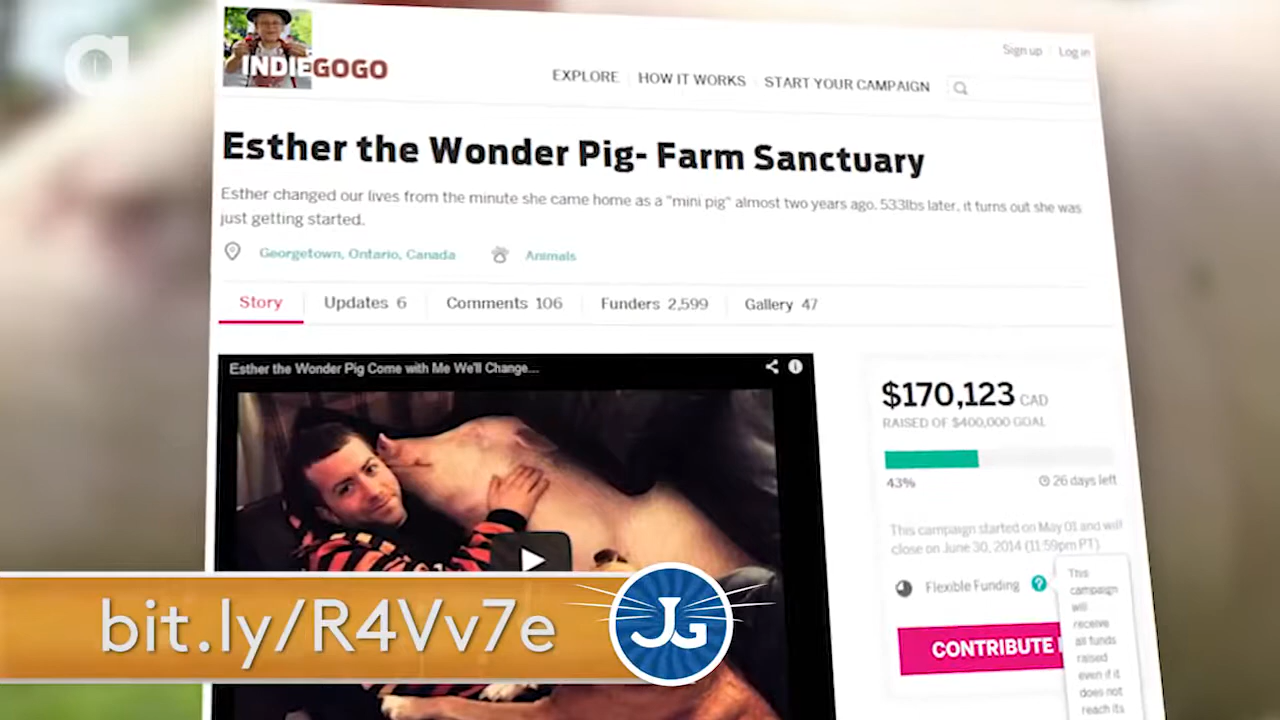 a
INDIEGOGO
Sign up
Log in
EXPLORE
HOW IT WORKS
START YOUR CAMPAIGN
Esther the Wonder Pig- Farm Sanctuary
Esther changed our lives from the minute she came home as a "mini pig" almost two years ago. 533lbs later, it turns out she was
just getting started.
Georgetown, Ontario, Canada
Animals
Story
Updates 6
Comments 106
Funders 2,599
Gallery 47
Esther the Wonder Pig Come with Me We'll Change...
$170,123 CAD
RAISED OF $400,000 GOAL
43%
26 days left
This campaign started on May 01 and will
close on June 30, 2014 (11:59pm PT).
Flexible Funding ?
This
campaign
will
receive
all funds
raised
even if it
does not
reach its
CONTRIBUTE
bit.ly/R4Vv7e
JG